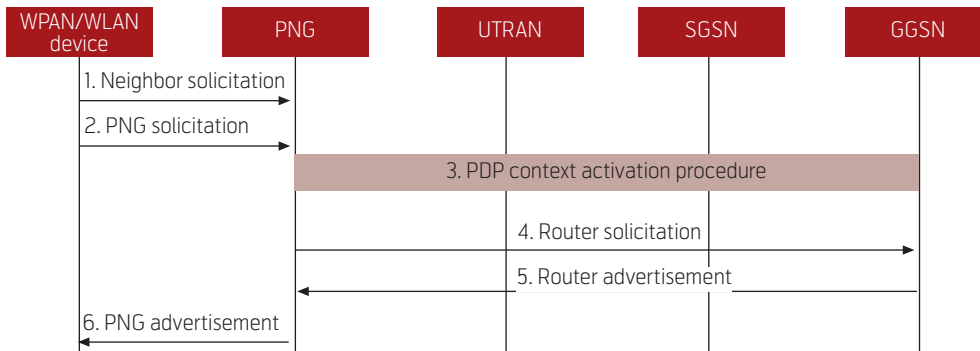 WPAN/WLAN
device
PNG
UTRAN
SGSN
GGSN
1. Neighbor solicitation
2. PNG solicitation
3. PDP context activation procedure
4. Router solicitation
5. Router advertisement
6. PNG advertisement